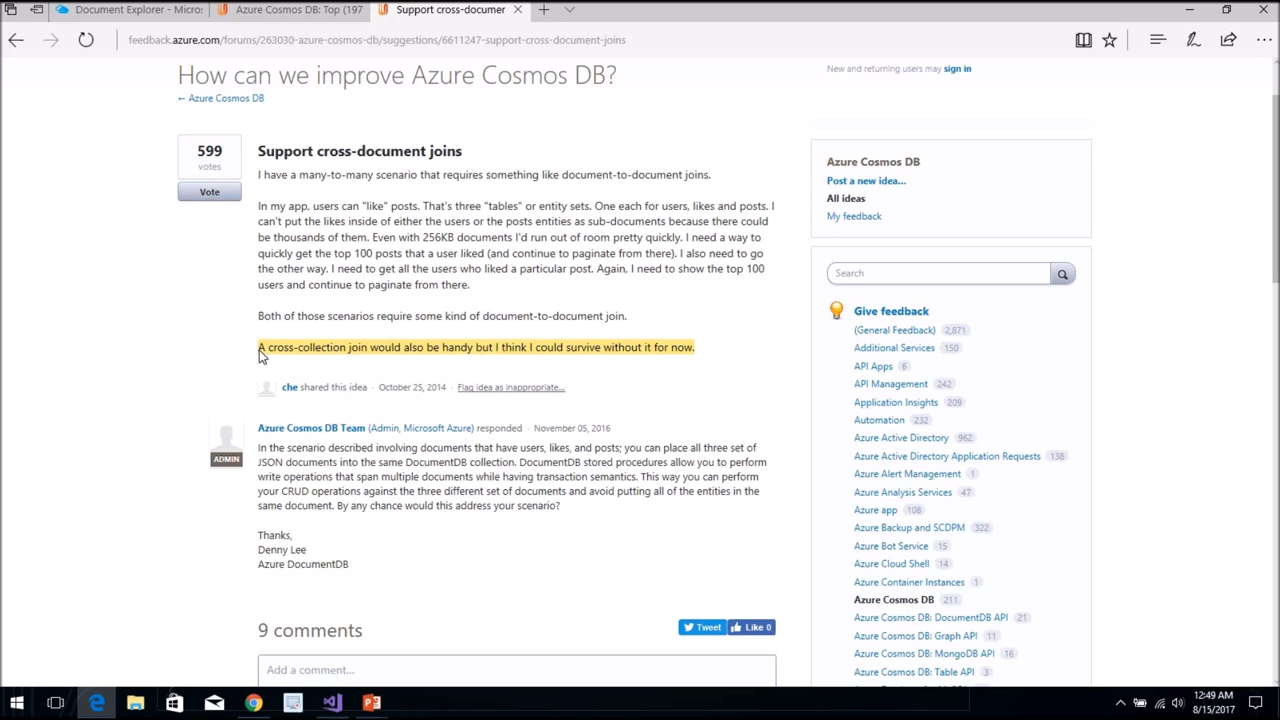 Document Explorer - Micros
Azure Cosmos DB: Top (197
Support cross-documer
feedback.azure.com/forums/263030-azure-cosmos-db/suggestions/6611247-support-cross-document-joins
How can we improve Azure Cosmos DB?
← Azure Cosmos DB
599
votes
Vote
Support cross-document joins
I have a many-to-many scenario that requires something like document-to-document joins.
In my app, users can "like" posts. That's three "tables" or entity sets. One each for users, likes and posts. I
can't put the likes inside of either the users or the posts entities as sub-documents because there could
be thousands of them. Even with 256KB documents I'd run out of room pretty quickly. I need a way to
quickly get the top 100 posts that a user liked (and continue to paginate from there). I also need to go
the other way. I need to get all the users who liked a particular post. Again, I need to show the top 100
users and continue to paginate from there.
Both of those scenarios require some kind of document-to-document join.
A cross-collection join would also be handy but I think I could survive without it for now.
che shared this idea · October 25, 2014 · Flag idea as inappropriate...
ADMIN
Azure Cosmos DB Team (Admin, Microsoft Azure) responded · November 05, 2016
In the scenario described involving documents that have users, likes, and posts; you can place all three set of
JSON documents into the same DocumentDB collection. DocumentDB stored procedures allow you to perform
write operations that span multiple documents while having transaction semantics. This way you can perform
your CRUD operations against the three different set of documents and avoid putting all of the entities in the
same document. By any chance would this address your scenario?
Thanks,
Denny Lee
Azure DocumentDB
9 comments
Tweet
Like 0
Add a comment...
New and returning users may sign in
Azure Cosmos DB
Post a new idea...
All ideas
My feedback
Search
Give feedback
(General Feedback) 2,871
Additional Services 150
API Apps 6
API Management 242
Application Insights 209
Automation 232
Azure Active Directory 962
Azure Active Directory Application Requests 138
Azure Alert Management 1
Azure Analysis Services 47
Azure app 108
Azure Backup and SCDPM 322
Azure Bot Service 15
Azure Cloud Shell 14
Azure Container Instances 1
Azure Cosmos DB 211
Azure Cosmos DB: DocumentDB API 21
Azure Cosmos DB: Graph API 11
Azure Cosmos DB: MongoDB API 16
Azure Cosmos DB: Table API 3
12:49 AM
8/15/2017